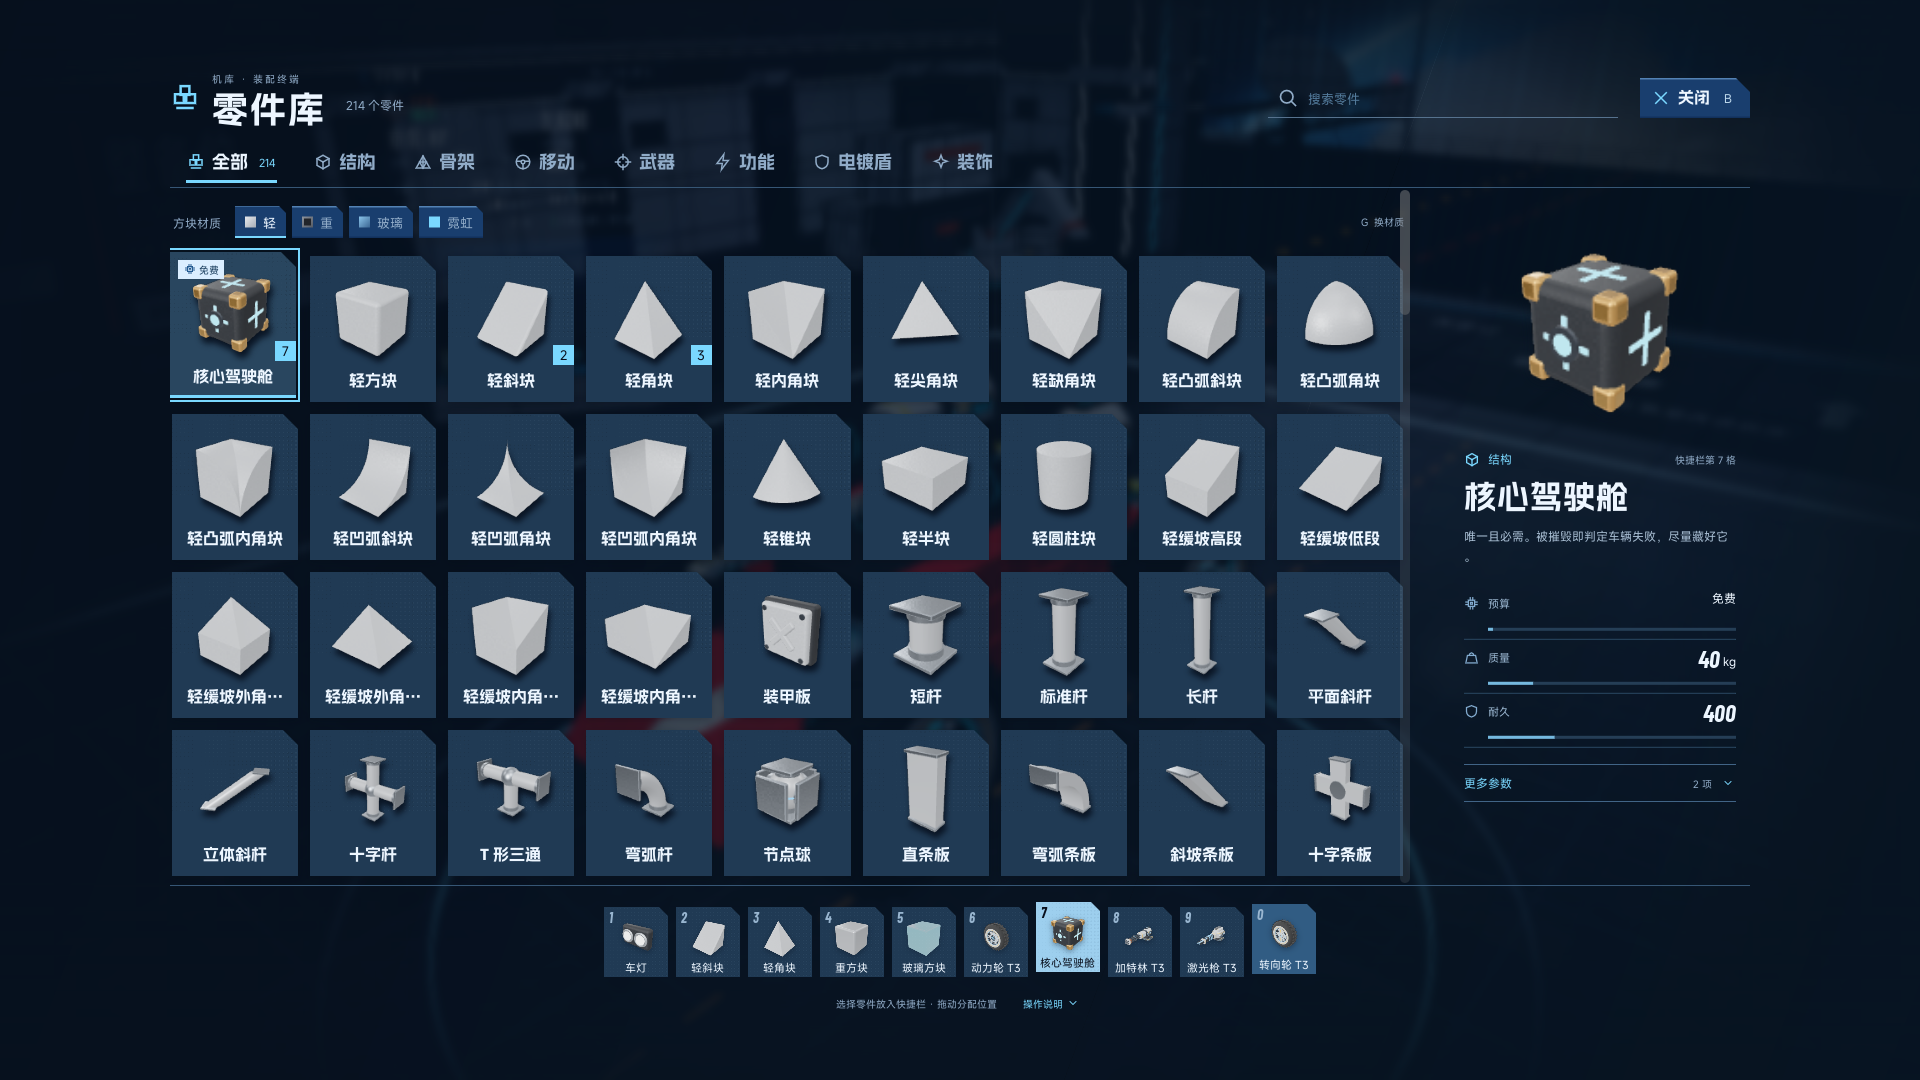 机库 · 装配终端
零件库
214 个零件
搜索零件
关闭 B
全部 214
结构
骨架
移动
武器
功能
电镀盾
装饰
方块材质
轻
重
玻璃
霓虹
G 换材质
免费
7
核心驾驶舱
轻方块
2
轻斜块
3
轻角块
轻内角块
轻尖角块
轻缺角块
轻凸弧斜块
轻凸弧角块
轻凸弧内角块
轻凹弧斜块
轻凹弧角块
轻凹弧内角块
轻锥块
轻半块
轻圆柱块
轻缓坡高段
轻缓坡低段
轻缓坡外角···
轻缓坡外角···
轻缓坡内角···
轻缓坡内角···
装甲板
短杆
标准杆
长杆
平面斜杆
立体斜杆
十字杆
T 形三通
弯弧杆
节点球
直条板
弯弧条板
斜坡条板
十字条板
结构
快捷栏第 7 格
核心驾驶舱
唯一且必需。被摧毁即判定车辆失败，尽量藏好它
。
预算
免费
质量
40 kg
耐久
400
更多参数
2 项
1
车灯
2
轻斜块
3
轻角块
4
重方块
5
玻璃方块
6
动力轮 T3
7
核心驾驶舱
8
加特林 T3
9
激光枪 T3
0
转向轮 T3
选择零件放入快捷栏 · 拖动分配位置
操作说明